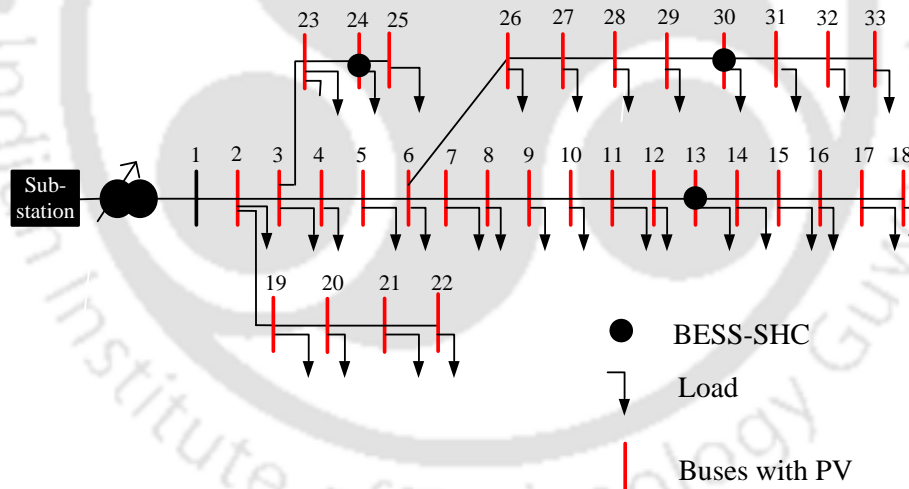 23 24 25 26 27 28 29 30 31 32 33
1 2 3 4 5 6 7 8 9 10 11 12 13 14 15 16 17 18
Sub-
station
19 20 21 22
BESS-SHC
Load
Buses with PV